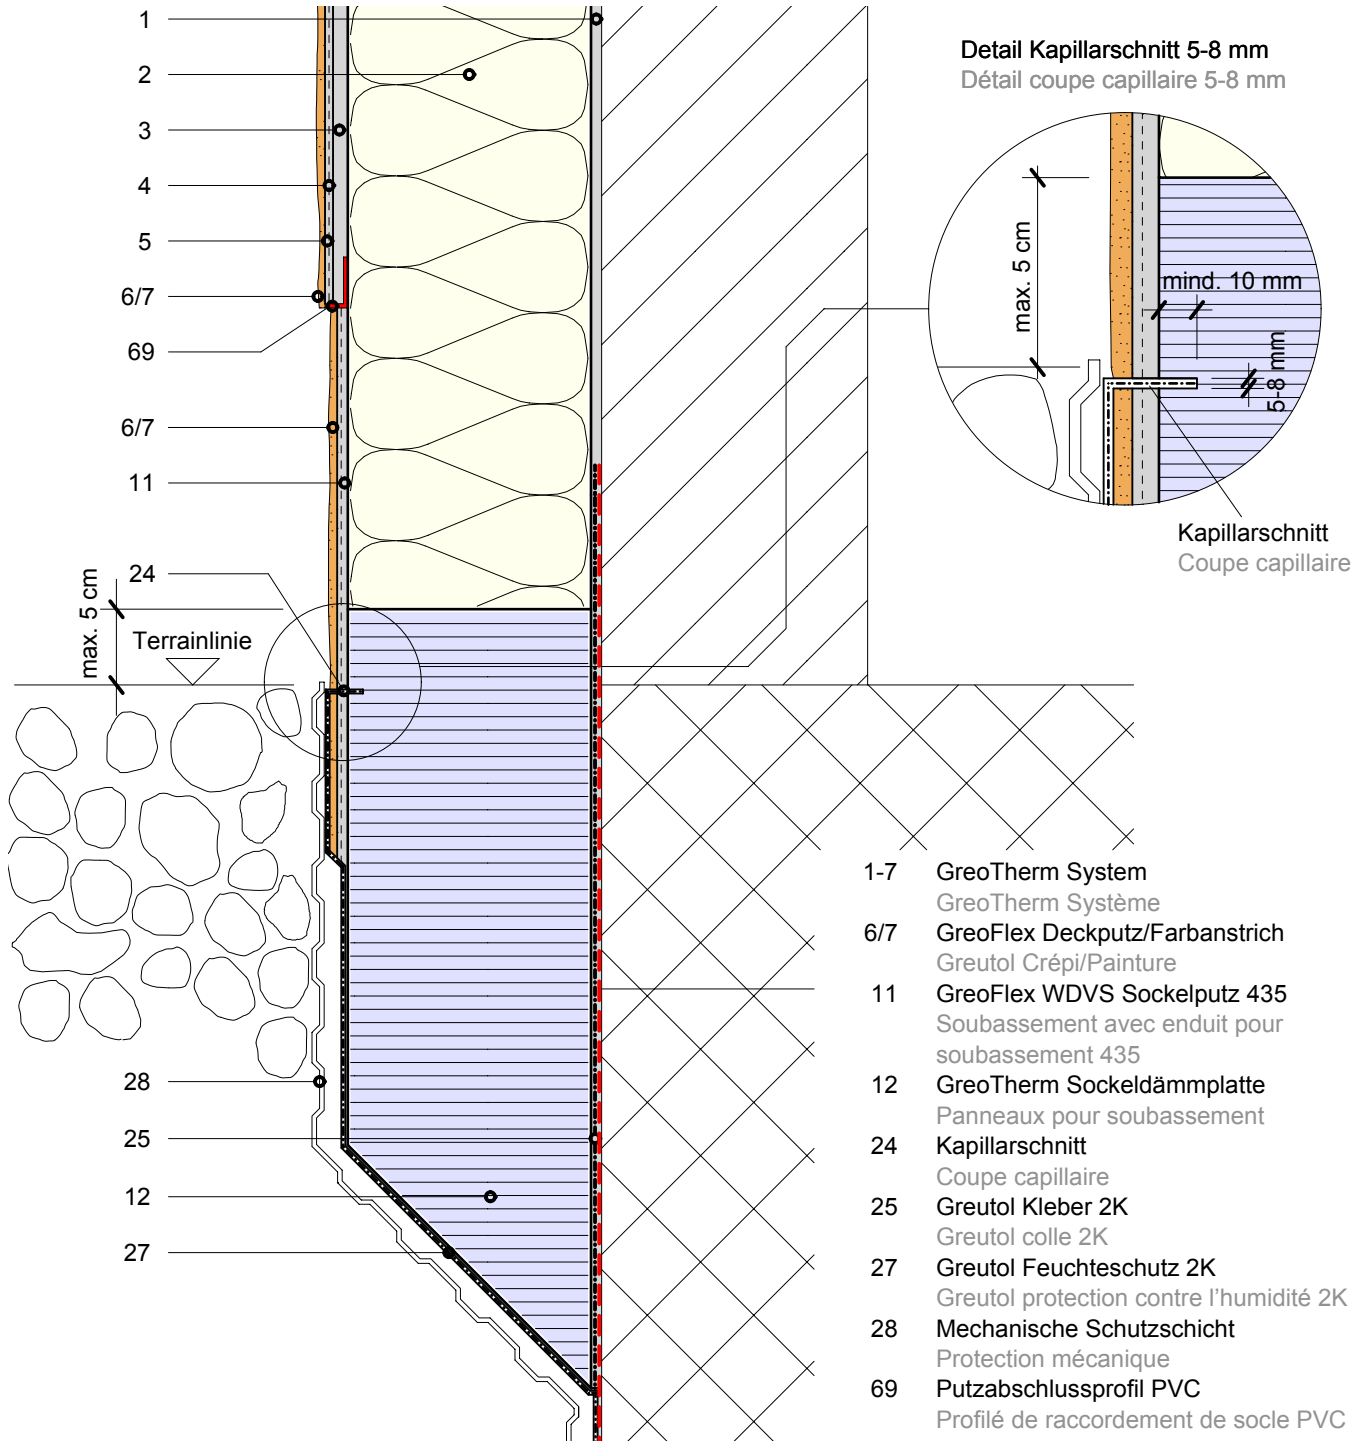 1
2
3
4
5
6/7
69
6/7
11
24
max. 5 cm
Terrainlinie
28
25
12
27
Detail Kapillarschnitt 5-8 mm
Détail coupe capillaire 5-8 mm
max. 5 cm
mind. 10 mm
5-8 mm
Kapillarschnitt
Coupe capillaire
1-7 GreoTherm System
GreoTherm Système
6/7 GreoFlex Deckputz/Farbanstrich
Greutol Crépi/Painture
11 GreoFlex WDVS Sockelputz 435
Soubassement avec enduit pour
soubassement 435
12 GreoTherm Sockeldämmplatte
Panneaux pour soubassement
24 Kapillarschnitt
Coupe capillaire
25 Greutol Kleber 2K
Greutol colle 2K
27 Greutol Feuchteschutz 2K
Greutol protection contre l'humidité 2K
28 Mechanische Schutzschicht
Protection mécanique
69 Putzabschlussprofil PVC
Profilé de raccordement de socle PVC